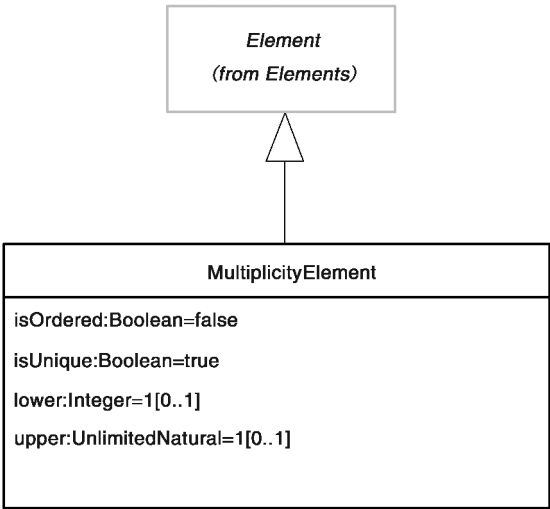 Element
(from Elements)
MultiplicityElement
isOrdered:Boolean=false
isUnique:Boolean=true
lower:Integer=1[0..1]
upper:UnlimitedNatural=1[0..1]